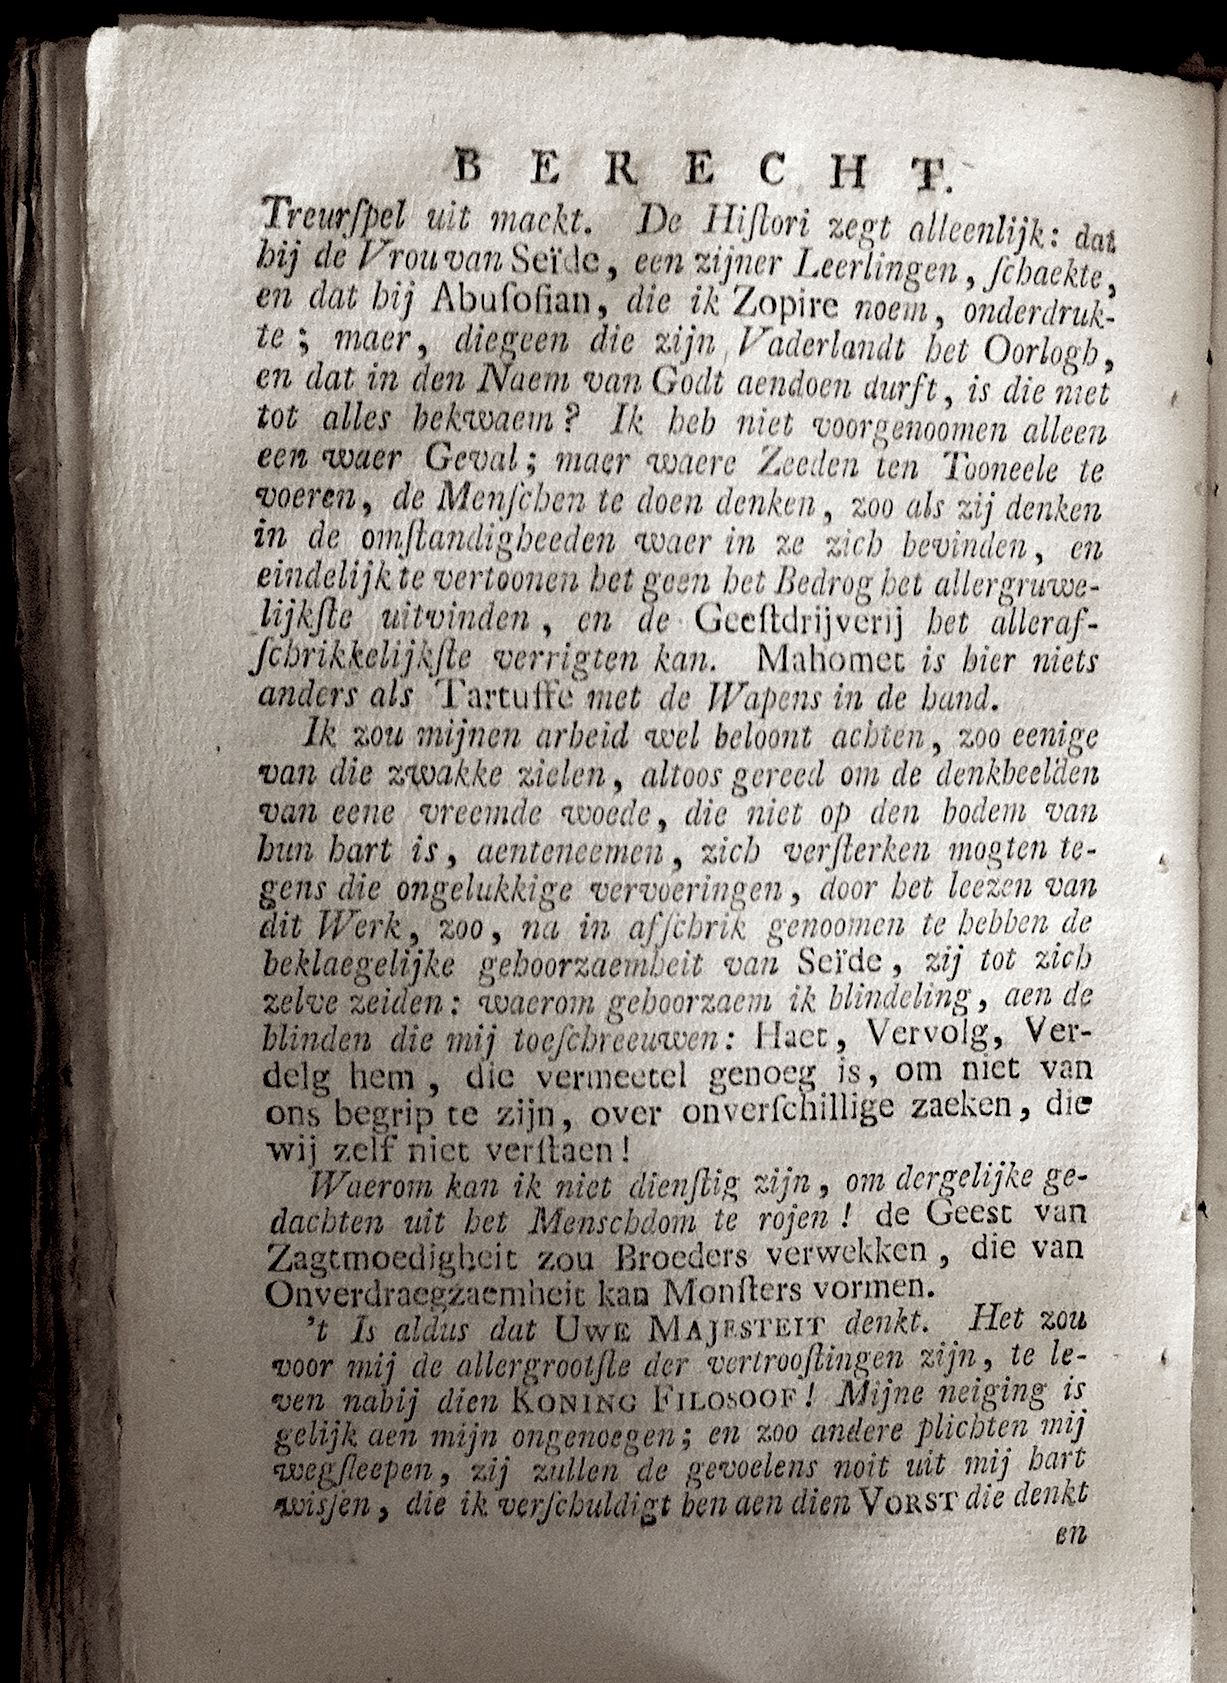 BERECHT.
Treurſpel uit mackt. De Hiſtori zegt alleenlijk: dat
hij de Vrou van Seïde, een zijner Leerlingen, ſchaekte,
en dat hij Abuſoſian, die ik Zopire noem, onderdruk-
te; maer, diegeen die zijn Vaderlandt het Oorlogh,
en dat in den Naem van Godt aendoen durft, is die niet
tot alles bekwaem? Ik heb niet voorgenoomen alleen
een waer Geval; maer waere Zeeden ten Tooneele te
voeren, de Menſchen te doen denken, zoo als zij denken
in de omſtandigheeden waer in ze zich bevinden, en
eindelijk te vertoonen het geen het Bedrog het allergruwe-
lijkſte uitvinden, en de Geeſtdrijverij het alleraf-
ſchrikkelijkſte verrigten kan. Mahomet is hier niets
anders als Tartuffe met de Wapens in de hand.
Ik zou mijnen arbeid wel beloont achten, zoo eenige
van die zwakke zielen, altoos gereed om de denkbeelden
van eene vreemde woede, die niet op den bodem van
hun hart is, aenteneemen, zich verſterken mogten te-
gens die ongelukkige vervoeringen, door het leezen van
dit Werk, zoo, na in afſchrik genoomen te hebben de
beklaegelijke gehoorzaemheit van Seïde, zij tot zich
zelve zeiden: waerom gehoorzaem ik blindeling, aen de
blinden die mij toeſchreeuwen: Haet, Vervolg, Ver-
delg hem, die vermeetel genoeg is, om niet van
ons begrip te zijn, over onverſchillige zaeken, die
wij zelf niet verſtaen!
Waerom kan ik niet dienſtig zijn, om dergelijke ge-
dachten uit het Menschdom te rojen! de Geest van
Zagtmoedigheit zou Broeders verwekken, die van
Onverdraegzaemheit kan Monſters vormen.
't Is aldus dat UWE MAJESTEIT denkt. Het zou
voor mij de allergrootſte der vertrooſtingen zijn, te le-
ven nabij dien KONING FILOSOOF! Mijne neiging is
gelijk aen mijn ongenoegen; en zoo andere plichten mij
wegſleepen, zij zullen de gevoelens noit uit mij hart
wisſen, die ik verſchuldigt ben aen dien VORST die denkt
en